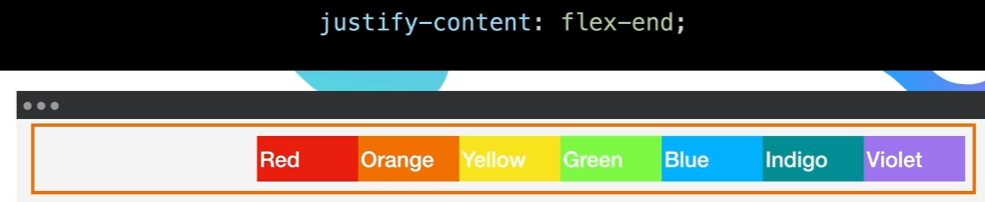 justify-content: flex-end;
Red Orange Yellow Green Blue Indigo Violet